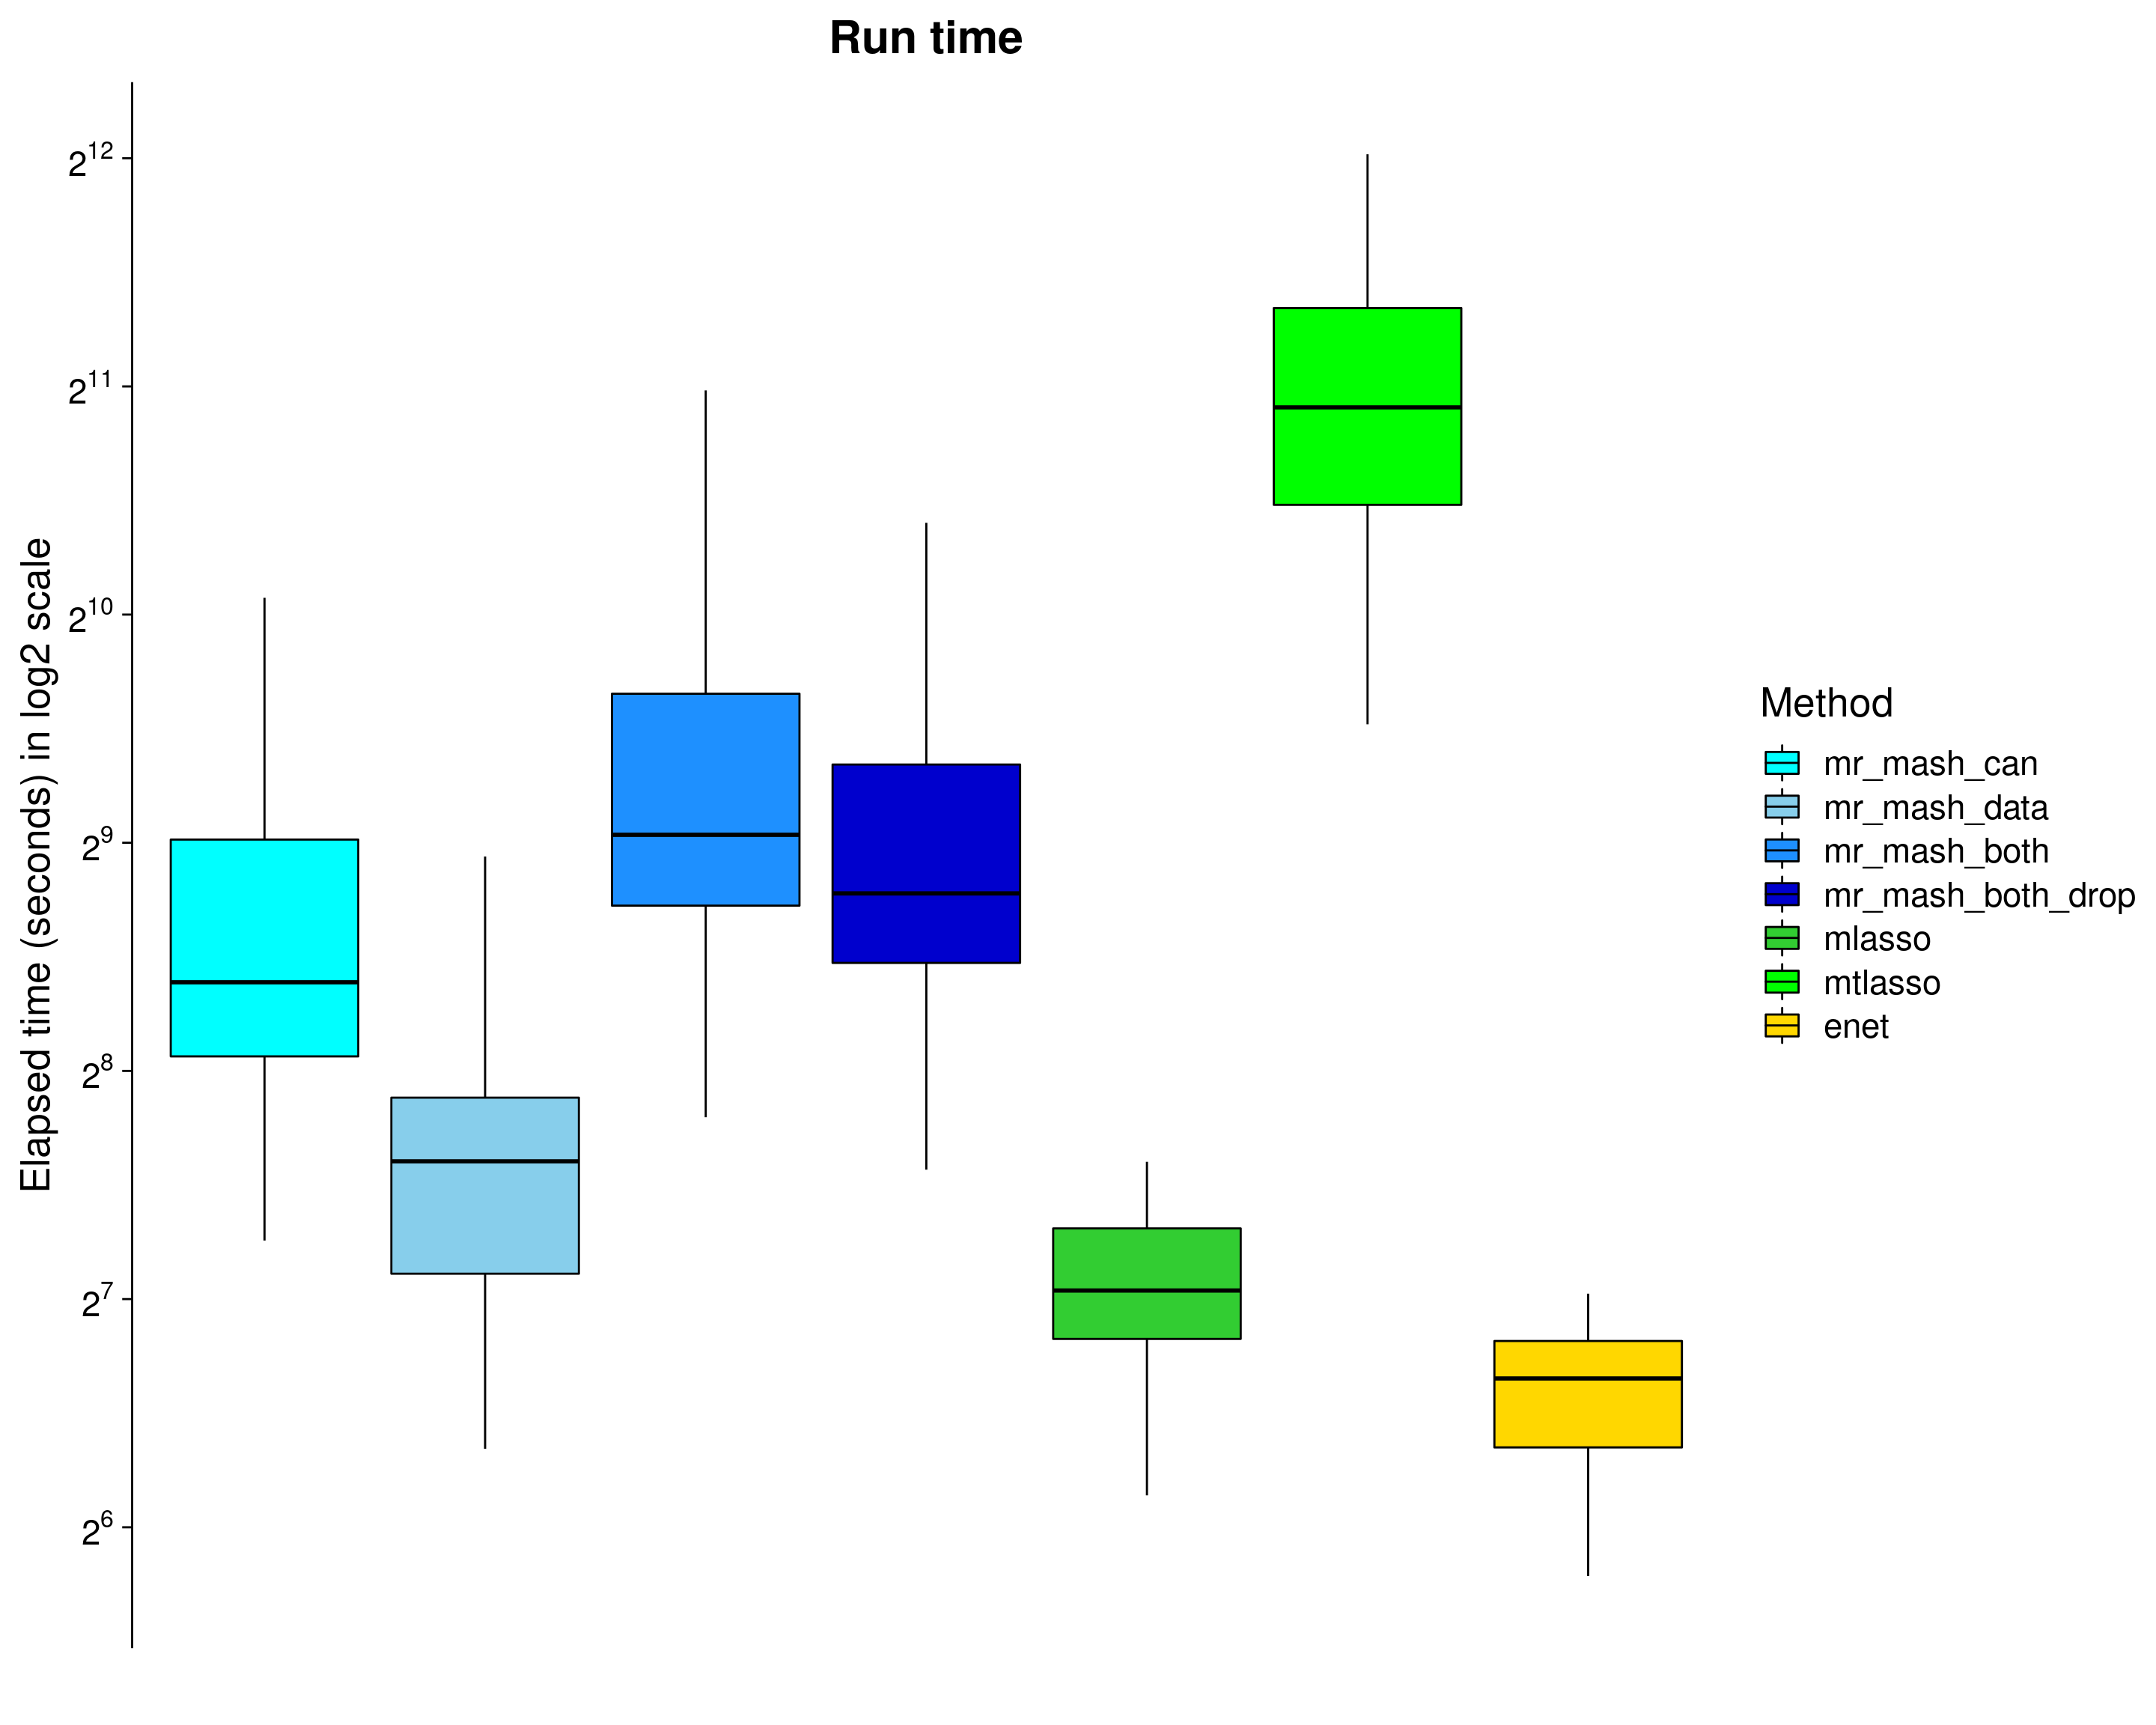 Run time
Elapsed time (seconds) in log2 scale
2^12
2^11
2^10
2^9
2^8
2^7
2^6
Method
mr_mash_can
mr_mash_data
mr_mash_both
mr_mash_both_drop
mlasso
mtlasso
enet